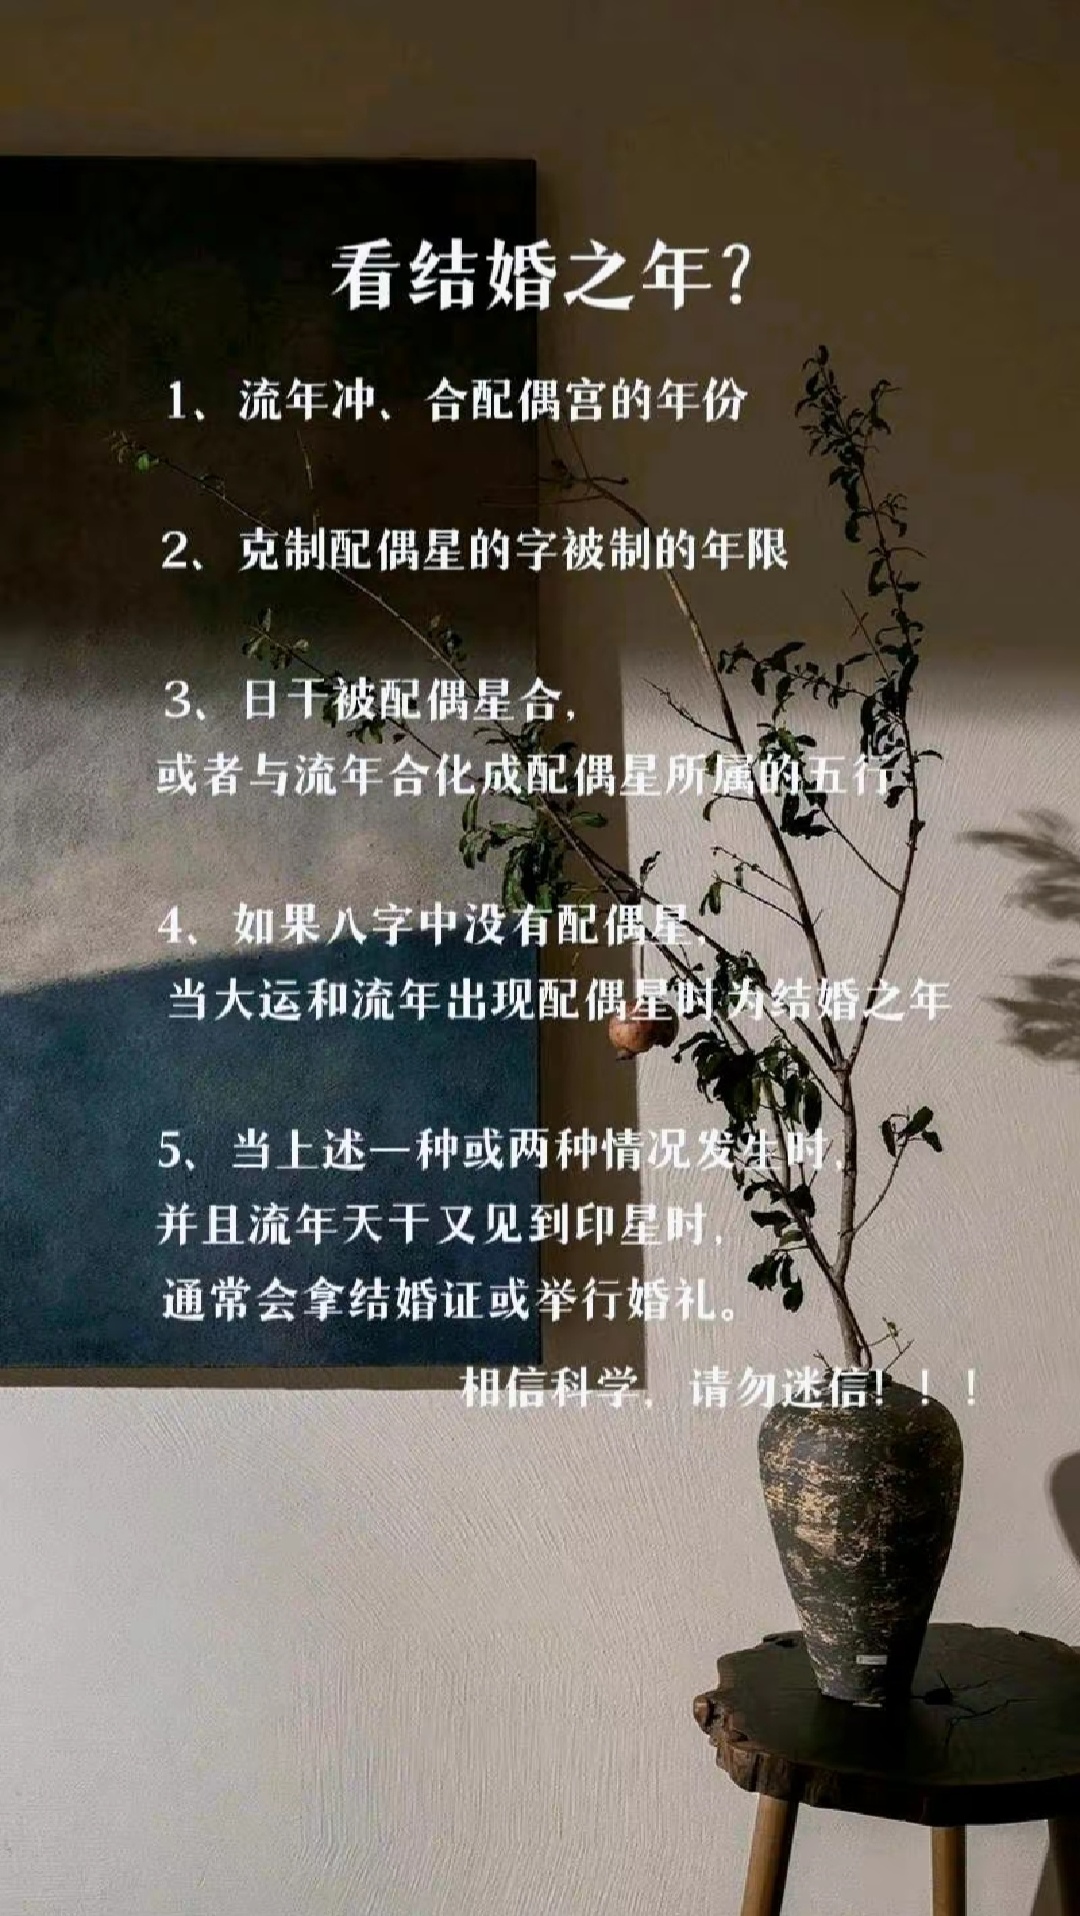 看结婚之年?
1、流年冲、合配偶宫的年份
2、克制配偶星的字被制的年限
3、日干被配偶星合,
或者与流年合化成配偶星所属的五行
4、如果八字中没有配偶星,
当大运和流年出现配偶星时为结婚之年
5、当上述一种或两种情况发生时,
并且流年天干又见到印星时,
通常会拿结婚证或举行婚礼。
相信科学，请勿迷信!!!